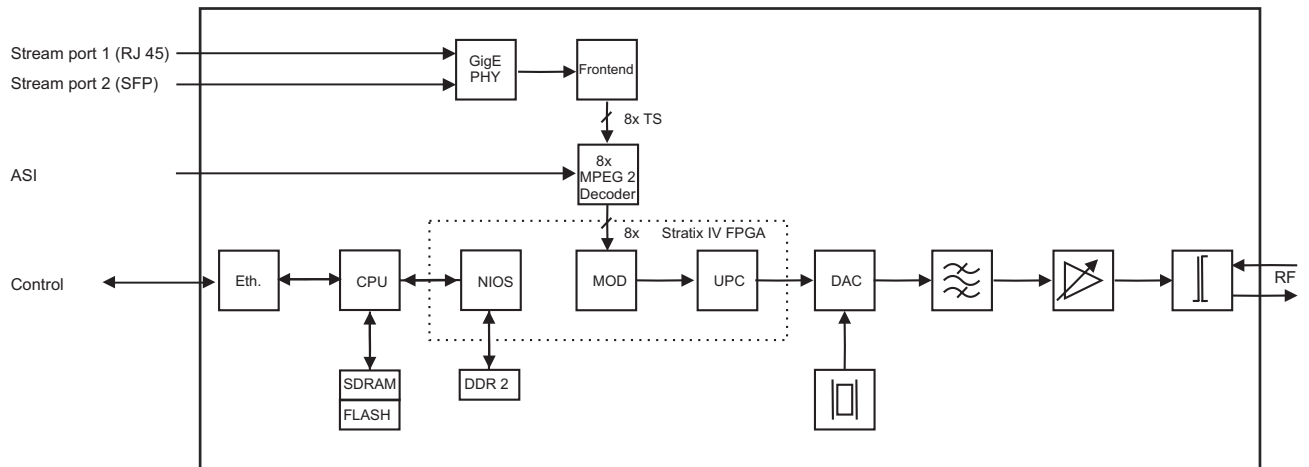 Stream port 1 (RJ 45)
Stream port 2 (SFP)
GigE
PHY
Frontend
8x TS
ASI
8x
MPEG 2
Decoder
8x
Stratix IV FPGA
Control
Eth.
CPU
NIOS
MOD
UPC
DAC
RF
SDRAM
FLASH
DDR 2